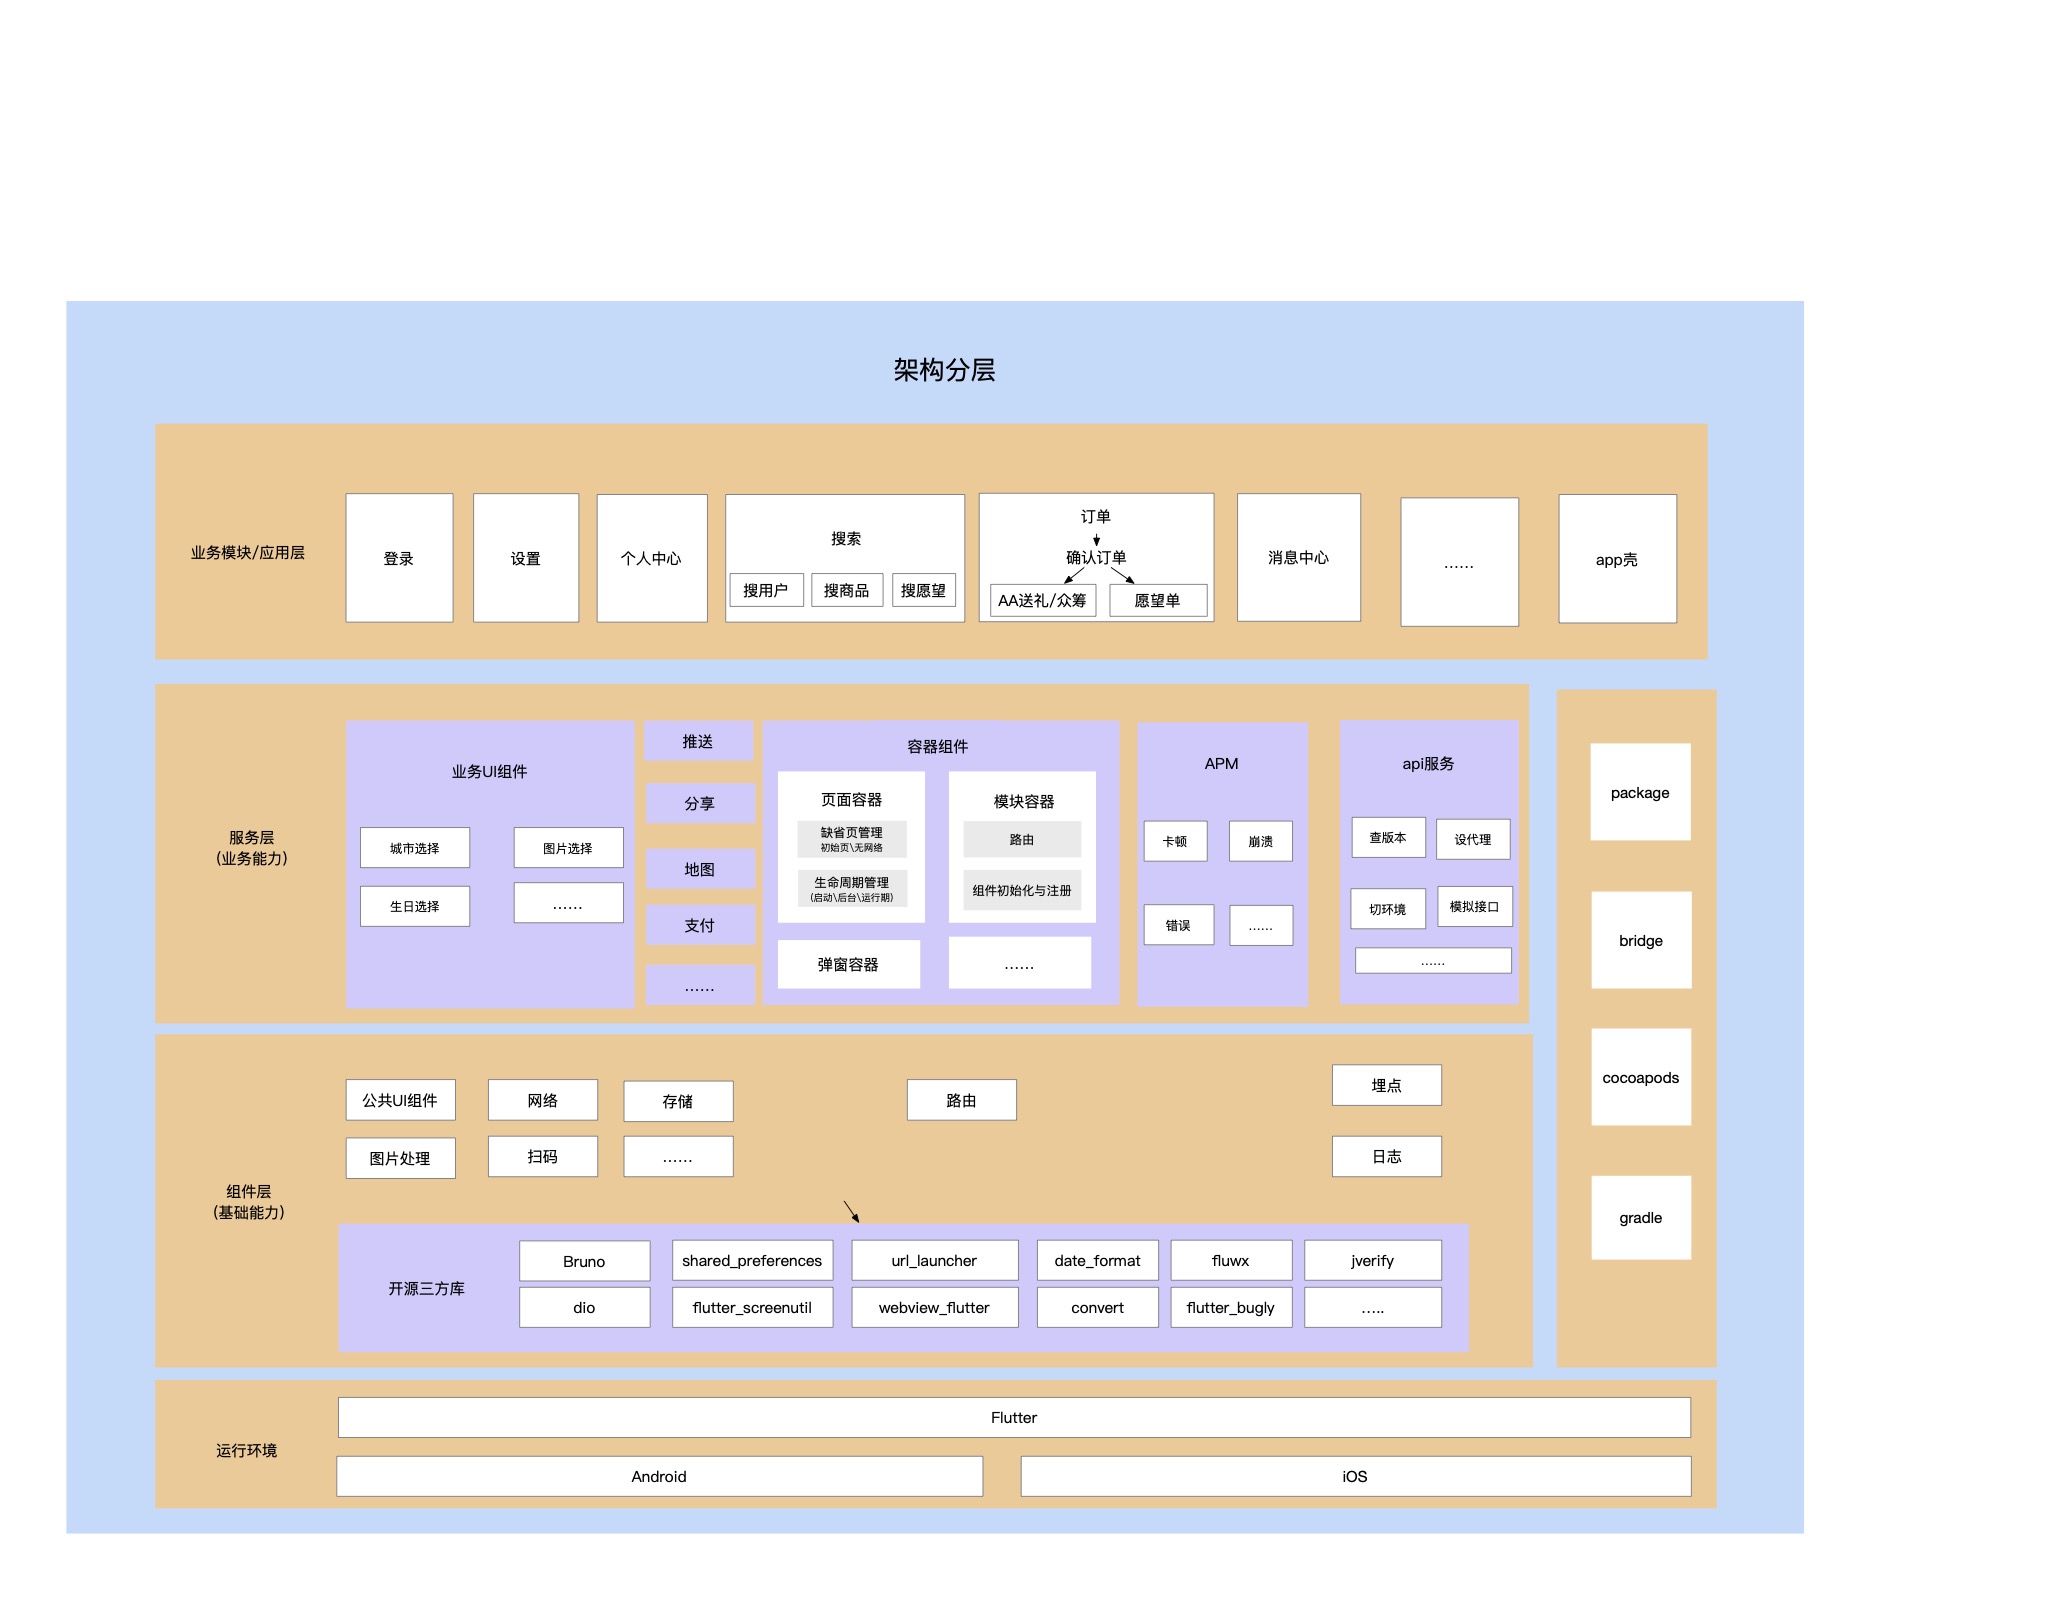 架构分层
业务模块/应用层
登录
设置
个人中心
搜索
搜用户
搜商品
搜愿望
订单
确认订单
AA送礼/众筹
愿望单
消息中心
……
app壳
服务层
(业务能力)
业务UI组件
城市选择
图片选择
生日选择
……
推送
分享
地图
支付
……
容器组件
页面容器
缺省页管理
初始页\无网络
生命周期管理
(启动\后台\运行期)
模块容器
路由
组件初始化与注册
弹窗容器
……
APM
卡顿
崩溃
错误
……
api服务
查版本
设代理
切环境
模拟接口
……
package
bridge
cocoapods
gradle
组件层
(基础能力)
公共UI组件
网络
存储
路由
埋点
图片处理
扫码
……
日志
开源三方库
Bruno
shared_preferences
url_launcher
date_format
fluwx
jverify
dio
flutter_screenutil
webview_flutter
convert
flutter_bugly
…..
运行环境
Flutter
Android
iOS